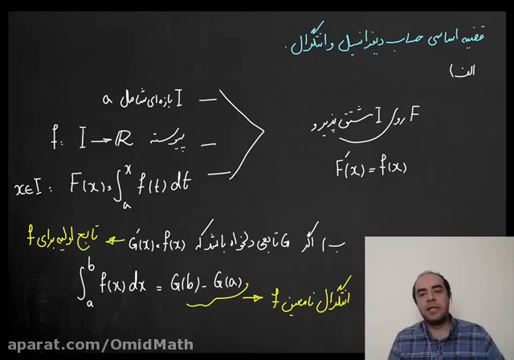 قضیه اساسی حساب دیفرانسیل و انتگرال.
الف)
I بازه‌ای شامل a
f: I → ℝ پیوسته
x∈I: F(x) = ∫ₐˣ f(t) dt
F روی I مشتق پذیر و
F'(x) = f(x)
ب) اگر G تابعی دلخواه باشد که G'(x) = f(x) ← تابع اولیه برای f
∫ₐᵇ f(x) dx = G(b) - G(a)
→ انتگرال نامعین f
aparat.com/OmidMath